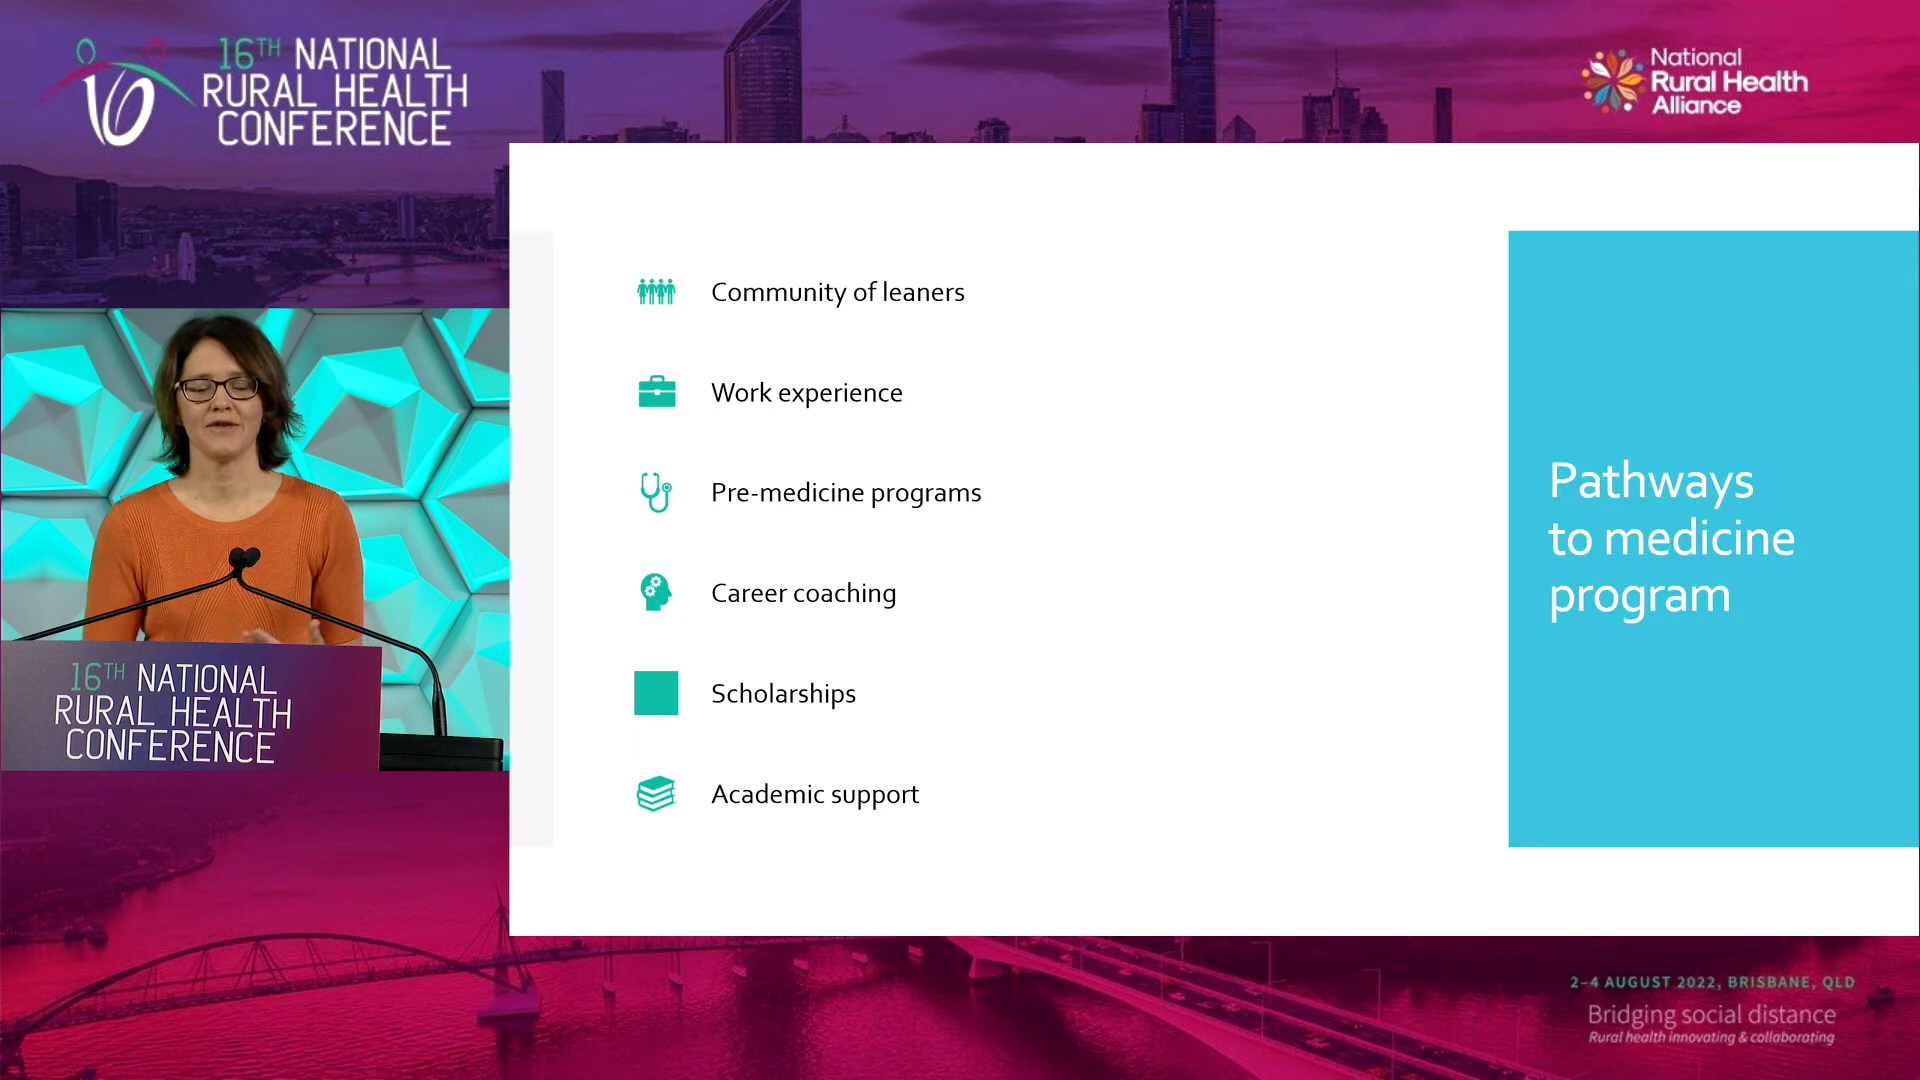 16TH NATIONAL
RURAL HEALTH
CONFERENCE
National
Rural Health
Alliance
Community of leaners
Work experience
Pre-medicine programs
Career coaching
Scholarships
Academic support
Pathways
to medicine
program
16TH NATIONAL
RURAL HEALTH
CONFERENCE
2-4 AUGUST 2022, BRISBANE, QLD
Bridging social distance
Rural health innovating & collaborating